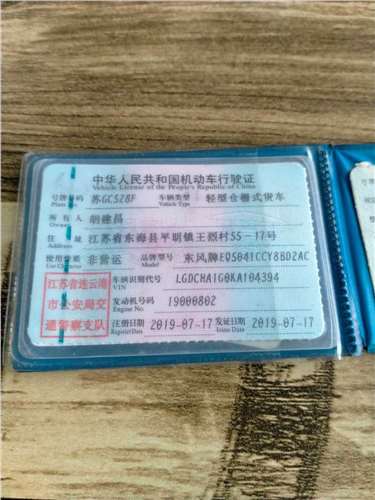 中华人民共和国机动车行驶证
Vehicle License of the People's Republic of China
号牌号码 苏GC528F 车辆类型 轻型仓栅式货车
Plate No. Vehicle Type
所有人 胡建昌
Owner
住址 江苏省东海县平明镇王烈村55-17号
Address
使用性质 非营运 品牌型号 东风牌EQ5041CCY8BD2AC
Use Character Model
江苏省连云港 车辆识别代号 LGDCHA1G0KA104394
VIN
市公安局交 发动机号码 19000802
Engine No.
通警察支队 注册日期 2019-07-17 发证日期 2019-07-17
Register Date Issue Date